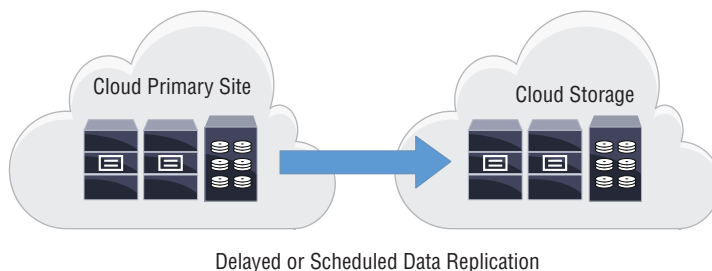 Cloud Primary Site
Cloud Storage
Delayed or Scheduled Data Replication